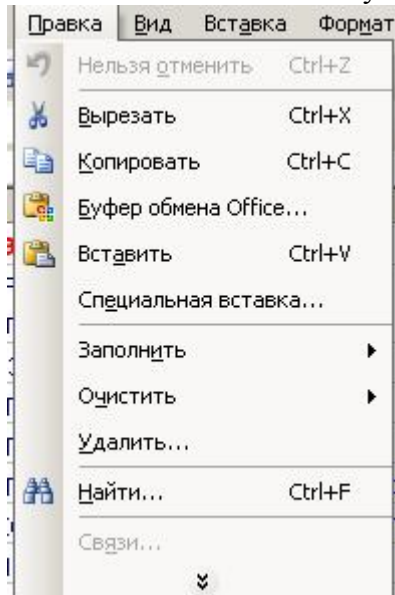 Правка Вид Вставка Формат
Нельзя отменить Ctrl+Z
Вырезать Ctrl+X
Копировать Ctrl+C
Буфер обмена Office...
Вставить Ctrl+V
Специальная вставка...
Заполнить
Очистить
Удалить...
Найти... Ctrl+F
Связи...